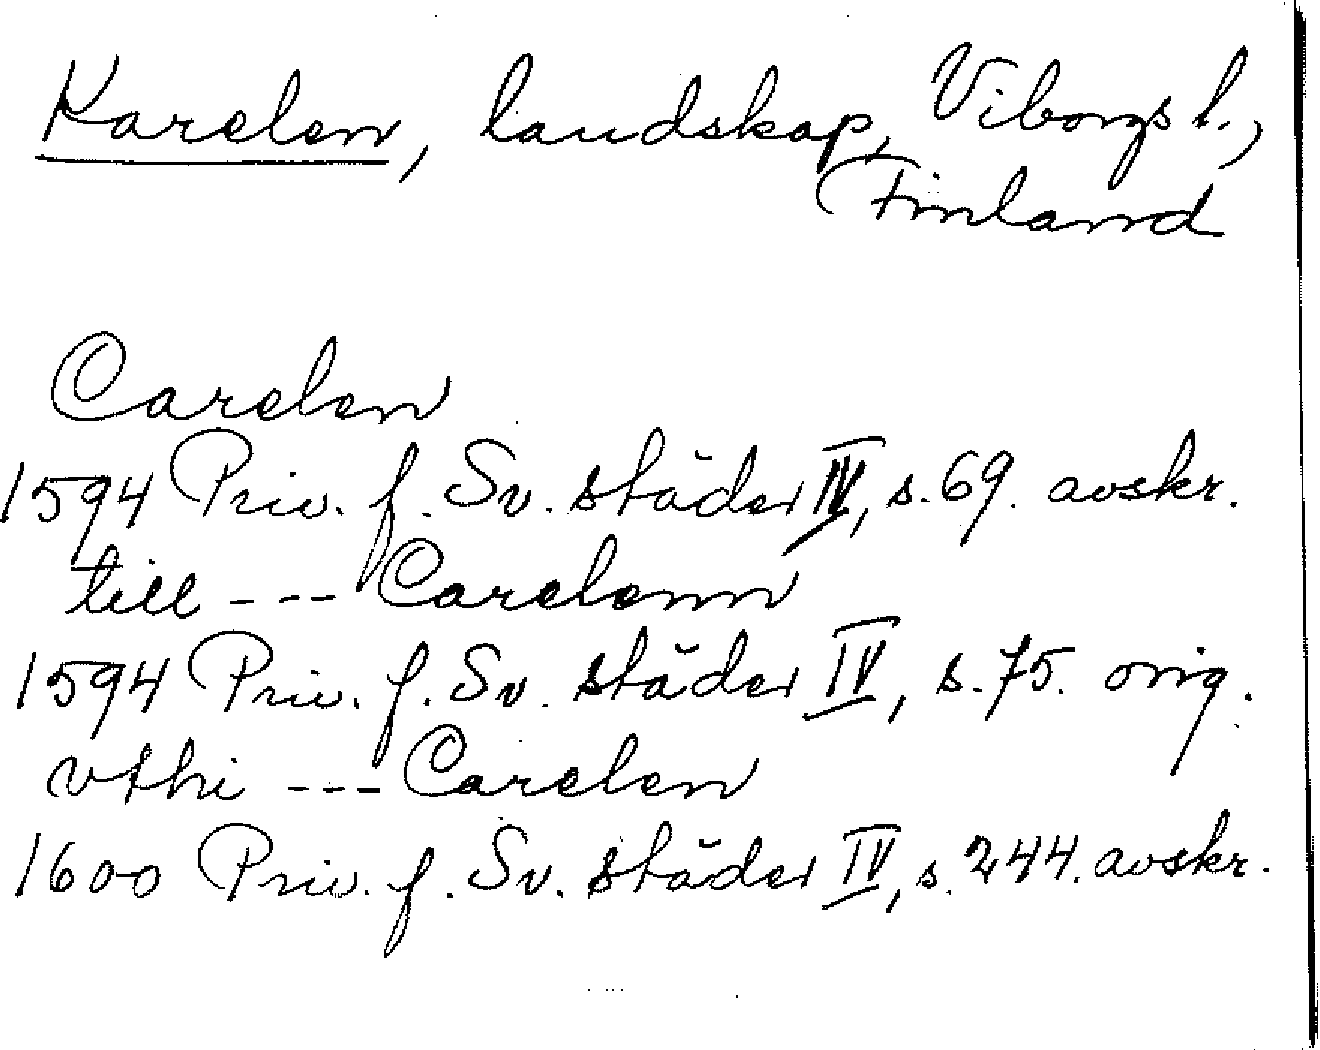 Karelen, landskap, Viborgs l.,
Finland
Carelen
1594 Priv. f. Sv. städer IV, s. 69. avskr.
till --- Carelenn
1594 Priv. f. Sv. städer IV, s. 75. orig.
vthi --- Carelen
1600 Priv. f. Sv. städer IV, s. 244. avskr.